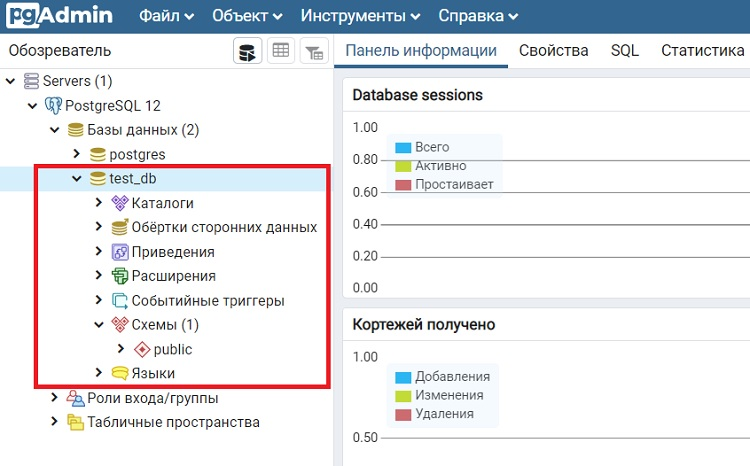 pgAdmin Файл Объект Инструменты Справка
Обозреватель
Панель информации Свойства SQL Статистика
Servers (1)
PostgreSQL 12
Базы данных (2)
postgres
test_db
Каталоги
Обёртки сторонних данных
Приведения
Расширения
Событийные триггеры
Схемы (1)
public
Языки
Роли входа/группы
Табличные пространства
Database sessions
1.00
Всего
0.80
Активно
0.60
Простаивает
0.40
0.20
0.00
Кортежей получено
1.00
Добавления
Изменения
Удаления
0.50